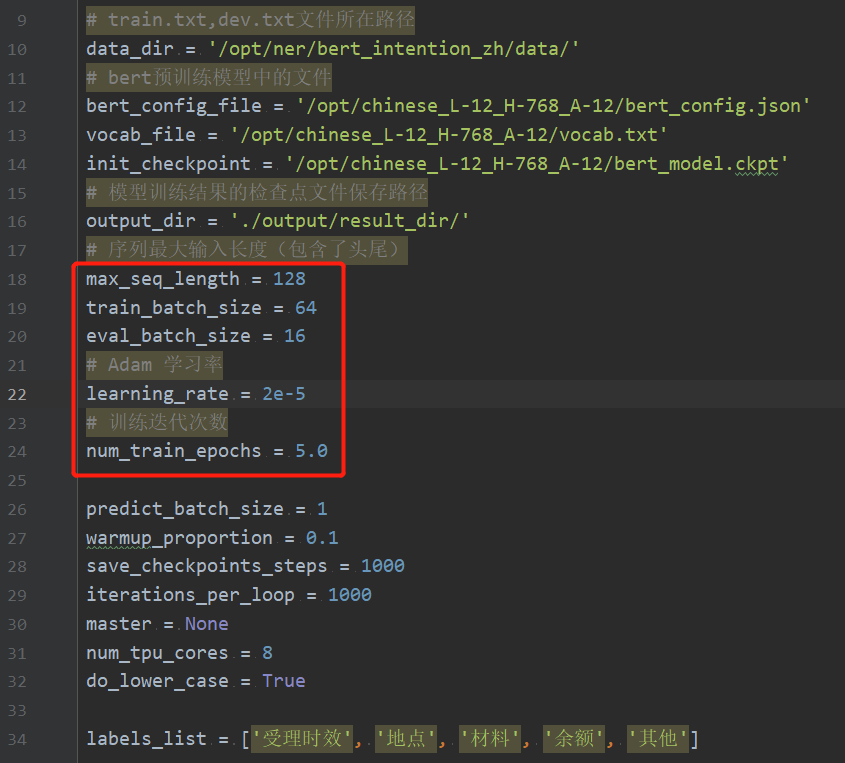 9 # train.txt,dev.txt文件所在路径
10 data_dir = '/opt/ner/bert_intention_zh/data/'
11 # bert预训练模型中的文件
12 bert_config_file = '/opt/chinese_L-12_H-768_A-12/bert_config.json'
13 vocab_file = '/opt/chinese_L-12_H-768_A-12/vocab.txt'
14 init_checkpoint = '/opt/chinese_L-12_H-768_A-12/bert_model.ckpt'
15 # 模型训练结果的检查点文件保存路径
16 output_dir = './output/result_dir/'
17 # 序列最大输入长度（包含了头尾）
18 max_seq_length = 128
19 train_batch_size = 64
20 eval_batch_size = 16
21 # Adam 学习率
22 learning_rate = 2e-5
23 # 训练迭代次数
24 num_train_epochs = 5.0
25
26 predict_batch_size = 1
27 warmup_proportion = 0.1
28 save_checkpoints_steps = 1000
29 iterations_per_loop = 1000
30 master = None
31 num_tpu_cores = 8
32 do_lower_case = True
33
34 labels_list = ['受理时效', '地点', '材料', '余额', '其他']